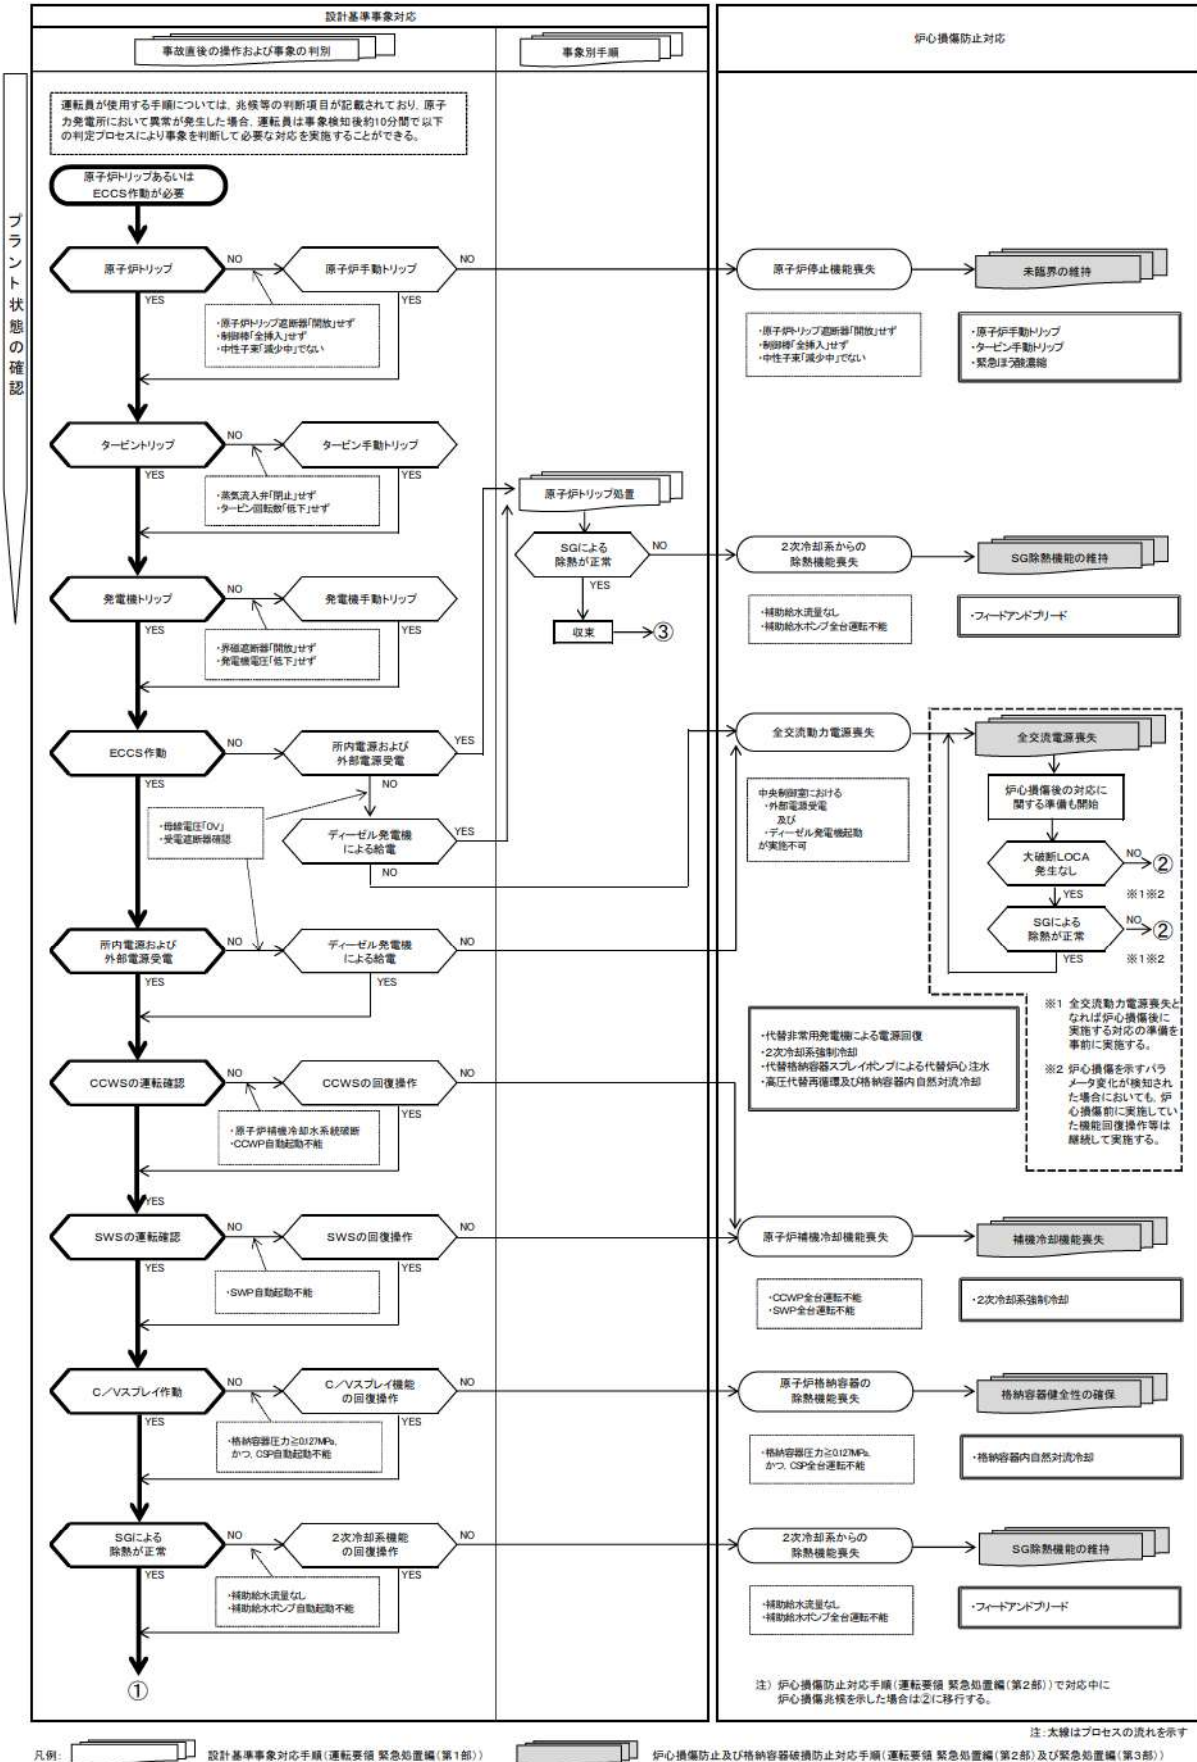 設計基準事象対応
炉心損傷防止対応
事故直後の操作および事象の判別
事象別手順
プラント状態の確認
運転員が使用する手順については、兆候等の判断項目が記載されており、原子
力発電所において異常が発生した場合、運転員は事象検知後約10分間で以下
の判定プロセスにより事象を判断して必要な対応を実施することができる。
原子炉トリップあるいは
ECCS作動が必要
原子炉トリップ
NO
原子炉手動トリップ
NO
原子炉停止機能喪失
未臨界の維持
YES
YES
・原子炉トリップ遮断器「開放」せず
・制御棒「全挿入」せず
・中性子束「減少中」でない
・原子炉トリップ遮断器「開放」せず
・制御棒「全挿入」せず
・中性子束「減少中」でない
・原子炉手動トリップ
・タービン手動トリップ
・緊急ほう酸濃縮
タービントリップ
NO
タービン手動トリップ
YES
YES
・蒸気流入弁「閉止」せず
・タービン回転数「低下」せず
原子炉トリップ処置
SGによる
除熱が正常
NO
YES
収束
③
2次冷却系からの
除熱機能喪失
SG除熱機能の維持
・補助給水流量なし
・補助給水ポンプ全台運転不能
・フィードアンドブリード
発電機トリップ
NO
発電機手動トリップ
YES
YES
・界磁遮断器「開放」せず
・発電機電圧「低下」せず
ECCS作動
NO
所内電源および
外部電源受電
YES
YES
NO
・母線電圧「0V」
・受電遮断器確認
ディーゼル発電機
による給電
YES
NO
全交流動力電源喪失
全交流電源喪失
中央制御室における
・外部電源受電
及び
・ディーゼル発電機起動
が実施不可
炉心損傷後の対応に
関する準備も開始
大破断LOCA
発生なし
NO
②
YES
※1※2
SGによる
除熱が正常
NO
②
YES
※1※2
所内電源および
外部電源受電
NO
ディーゼル発電機
による給電
NO
YES
YES
※1 全交流動力電源喪失と
なれば炉心損傷後に
実施する対応の準備を
事前に実施する。
※2 炉心損傷を示すパラ
メータ変化が検知され
た場合においても、炉
心損傷前に実施してい
た機能回復操作等は
継続して実施する。
・代替非常用発電機による電源回復
・2次冷却系強制冷却
・代替格納容器スプレイポンプによる代替炉心注水
・高圧代替再循環及び格納容器内自然対流冷却
CCWSの運転確認
NO
CCWSの回復操作
NO
・原子炉補機冷却水系統破断
・CCWP自動起動不能
YES
YES
SWSの運転確認
NO
SWSの回復操作
NO
原子炉補機冷却機能喪失
補機冷却機能喪失
YES
YES
・SWP自動起動不能
・CCWP全台運転不能
・SWP全台運転不能
・2次冷却系強制冷却
C／Vスプレイ作動
NO
C／Vスプレイ機能
の回復操作
NO
原子炉格納容器の
除熱機能喪失
格納容器健全性の確保
YES
YES
・格納容器圧力≧0.127MPa、
かつ、CSP自動起動不能
・格納容器圧力≧0.127MPa、
かつ、CSP全台運転不能
・格納容器内自然対流冷却
SGによる
除熱が正常
NO
2次冷却系機能
の回復操作
NO
2次冷却系からの
除熱機能喪失
SG除熱機能の維持
YES
YES
・補助給水流量なし
・補助給水ポンプ自動起動不能
・補助給水流量なし
・補助給水ポンプ全台運転不能
・フィードアンドブリード
①
注）炉心損傷防止対応手順（運転要領 緊急処置編（第2部））で対応中に
炉心損傷兆候を示した場合は②に移行する。
注：太線はプロセスの流れを示す
凡例：
設計基準事象対応手順（運転要領 緊急処置編（第1部））
炉心損傷防止及び格納容器破損防止対応手順（運転要領 緊急処置編（第2部）及び緊急処置編（第3部））